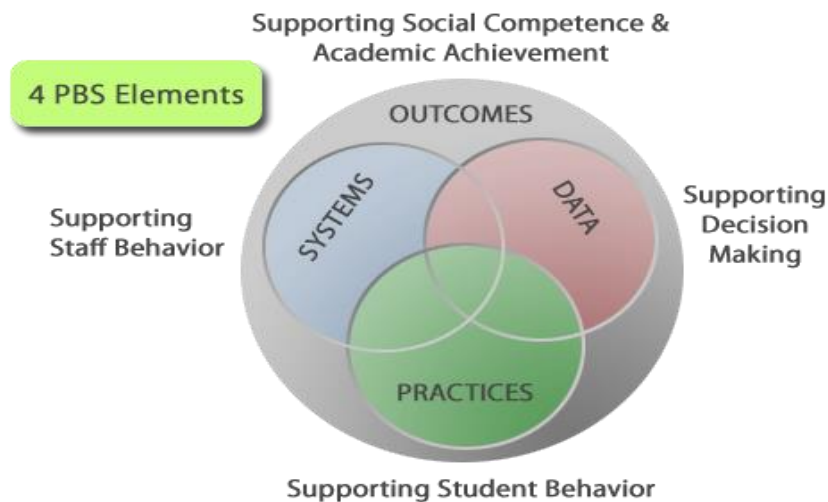 Supporting Social Competence &
Academic Achievement
4 PBS Elements
OUTCOMES
SYSTEMS
DATA
Supporting
Staff Behavior
Supporting
Decision
Making
PRACTICES
Supporting Student Behavior